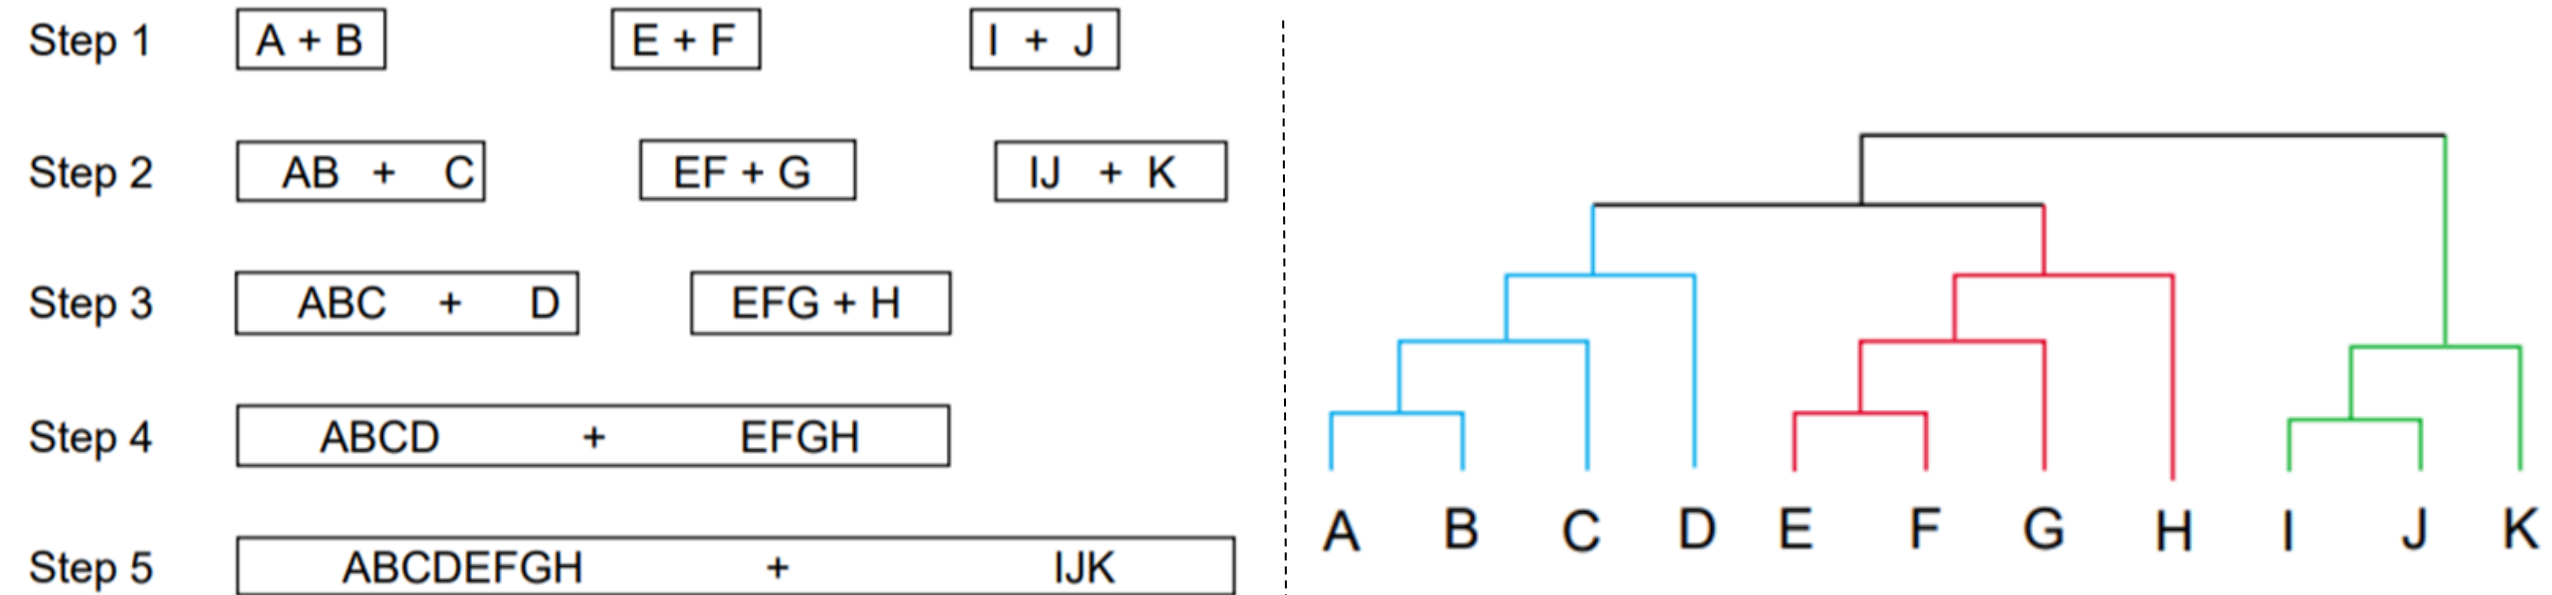 Step 1 A + B E + F I + J
Step 2 AB + C EF + G IJ + K
Step 3 ABC + D EFG + H
Step 4 ABCD + EFGH
Step 5 ABCDEFGH + IJK
A B C D E F G H I J K